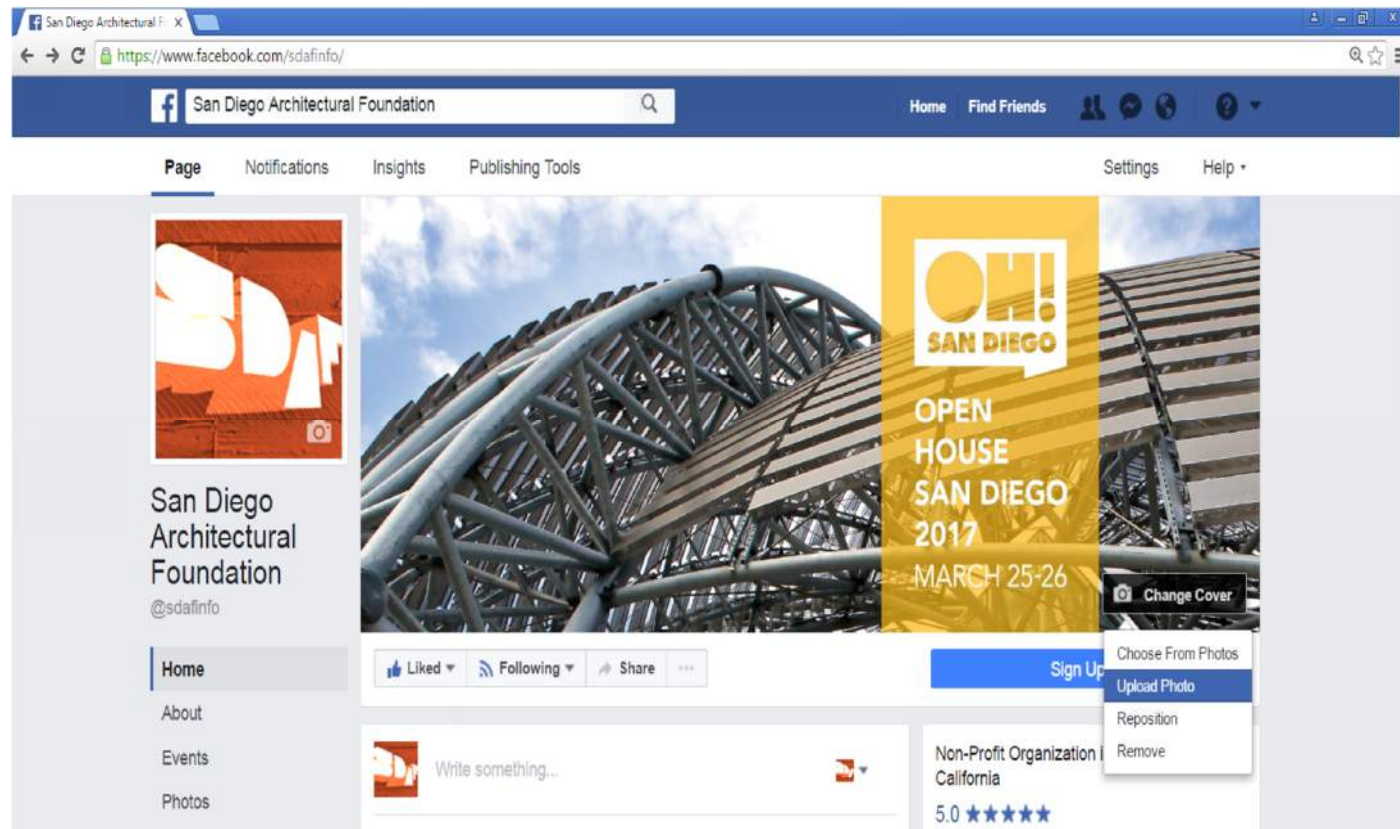 San Diego Architectural F
https://www.facebook.com/sdafinfo/
San Diego Architectural Foundation
Home Find Friends
Page Notifications Insights Publishing Tools Settings Help
SDAF
OH!
SAN DIEGO
OPEN
HOUSE
SAN DIEGO
2017
MARCH 25-26
Change Cover
San Diego
Architectural
Foundation
@sdafinfo
Home
About
Events
Photos
Liked Following Share ...
Sign Up
Choose From Photos
Upload Photo
Reposition
Remove
Write something...
Non-Profit Organization i
California
5.0 ★★★★★